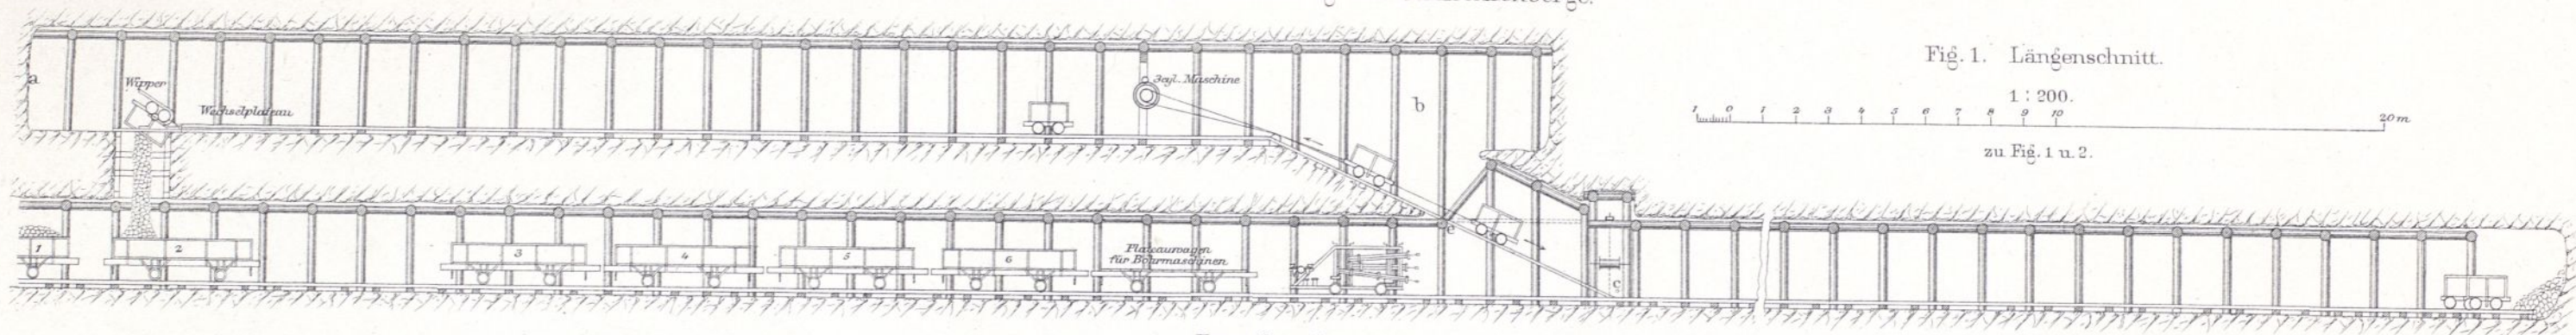 Fig. 1. Längenschnitt.
1 : 200.
1 0 1 2 3 4 5 6 7 8 9 10 20 m
zu Fig. 1 u. 2.
a
Wipper
Wechselplateau
3cyl. Maschine
b
1
2
3
4
5
6
Plateauwagen
für Bohrmaschinen
e
c